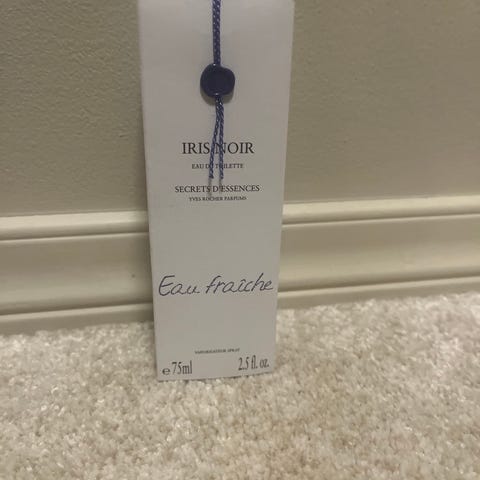 IRIS NOIR
EAU DE TOILETTE
SECRETS D'ESSENCES
YVES ROCHER PARFUMS
Eau fraîche
VAPORISATEUR SPRAY
e 75ml 2.5 fl. oz.